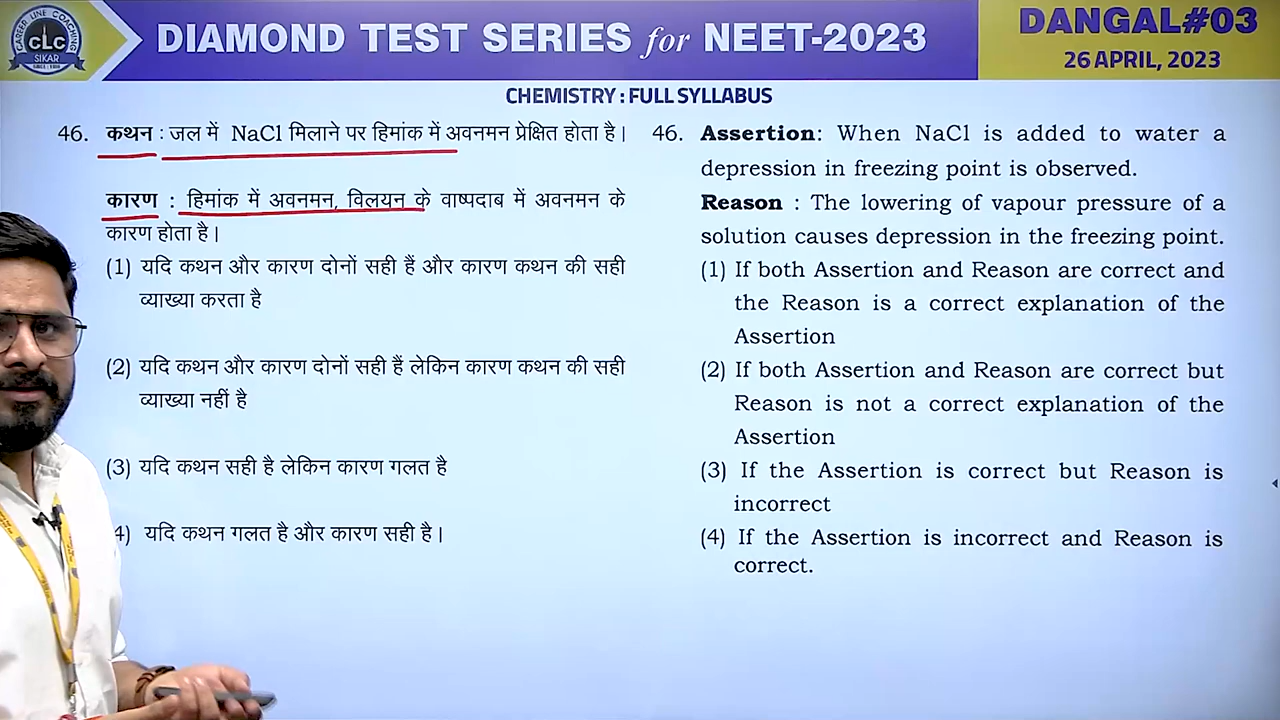 CAREER LINE COACHING
CLC
SIKAR
DIAMOND TEST SERIES for NEET-2023
DANGAL#03
26 APRIL, 2023
CHEMISTRY : FULL SYLLABUS
46. कथन : जल में NaCl मिलाने पर हिमांक में अवनमन प्रेक्षित होता है।
कारण : हिमांक में अवनमन, विलयन के वाष्पदाब में अवनमन के
कारण होता है।
(1) यदि कथन और कारण दोनों सही हैं और कारण कथन की सही
व्याख्या करता है
(2) यदि कथन और कारण दोनों सही हैं लेकिन कारण कथन की सही
व्याख्या नहीं है
(3) यदि कथन सही है लेकिन कारण गलत है
4) यदि कथन गलत है और कारण सही है।
46. Assertion: When NaCl is added to water a
depression in freezing point is observed.
Reason : The lowering of vapour pressure of a
solution causes depression in the freezing point.
(1) If both Assertion and Reason are correct and
the Reason is a correct explanation of the
Assertion
(2) If both Assertion and Reason are correct but
Reason is not a correct explanation of the
Assertion
(3) If the Assertion is correct but Reason is
incorrect
(4) If the Assertion is incorrect and Reason is
correct.